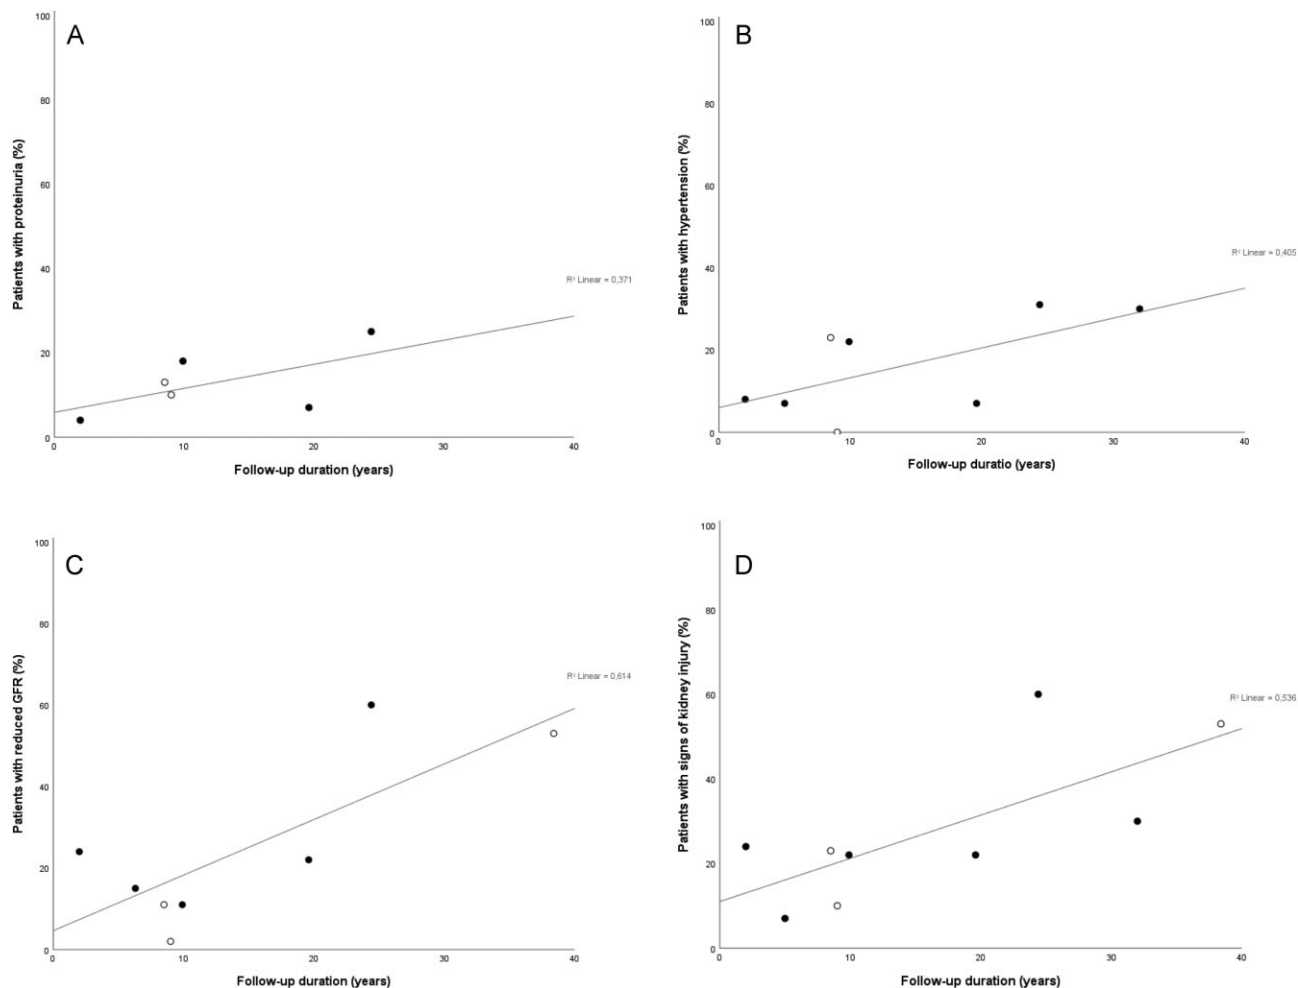 A
100
80
60
40
20
0
Patients with proteinuria (%)
R² Linear = 0,371
0 10 20 30 40
Follow-up duration (years)
B
100
80
60
40
20
0
Patients with hypertension (%)
R² Linear = 0,405
0 10 20 30 40
Follow-up duratio (years)
C
100
80
60
40
20
0
Patients with reduced GFR (%)
R² Linear = 0,614
0 10 20 30 40
Follow-up duration (years)
D
100
80
60
40
20
0
Patients with signs of kidney injury (%)
R² Linear = 0,536
0 10 20 30 40
Follow-up duration (years)